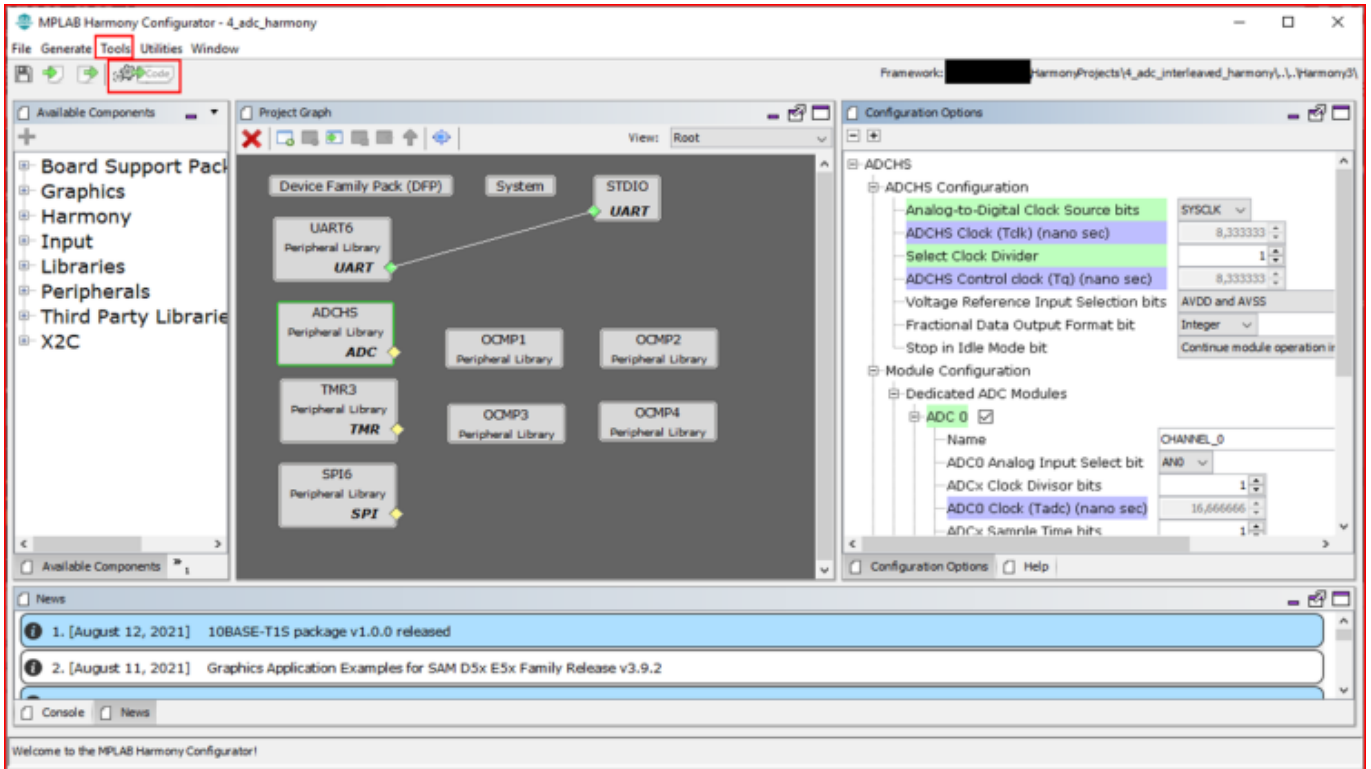 MPLAB Harmony Configurator - 4_adc_harmony
File Generate Tools Utilities Window
Code
Framework: HarmonyProjects\4_adc_interleaved_harmony\..\..\Harmony3\
Available Components
Board Support Pack
Graphics
Harmony
Input
Libraries
Peripherals
Third Party Librarie
X2C
Available Components
1
Project Graph
View: Root
Device Family Pack (DFP)
System
STDIO
UART
UART6
Peripheral Library
UART
ADCHS
Peripheral Library
ADC
OCMP1
Peripheral Library
OCMP2
Peripheral Library
TMR3
Peripheral Library
TMR
OCMP3
Peripheral Library
OCMP4
Peripheral Library
SPI6
Peripheral Library
SPI
Configuration Options
ADCHS
ADCHS Configuration
Analog-to-Digital Clock Source bits SYSCLK
ADCHS Clock (Tclk) (nano sec) 8,333333
Select Clock Divider 1
ADCHS Control clock (Tq) (nano sec) 8,333333
Voltage Reference Input Selection bits AVDD and AVSS
Fractional Data Output Format bit Integer
Stop in Idle Mode bit Continue module operation in
Module Configuration
Dedicated ADC Modules
ADC 0
Name CHANNEL_0
ADC0 Analog Input Select bit AN0
ADCx Clock Divisor bits 1
ADC0 Clock (Tadc) (nano sec) 16,666666
ADCx Sample Time bits 1
Configuration Options Help
News
1. [August 12, 2021] 10BASE-T1S package v1.0.0 released
2. [August 11, 2021] Graphics Application Examples for SAM D5x E5x Family Release v3.9.2
Console News
Welcome to the MPLAB Harmony Configurator!